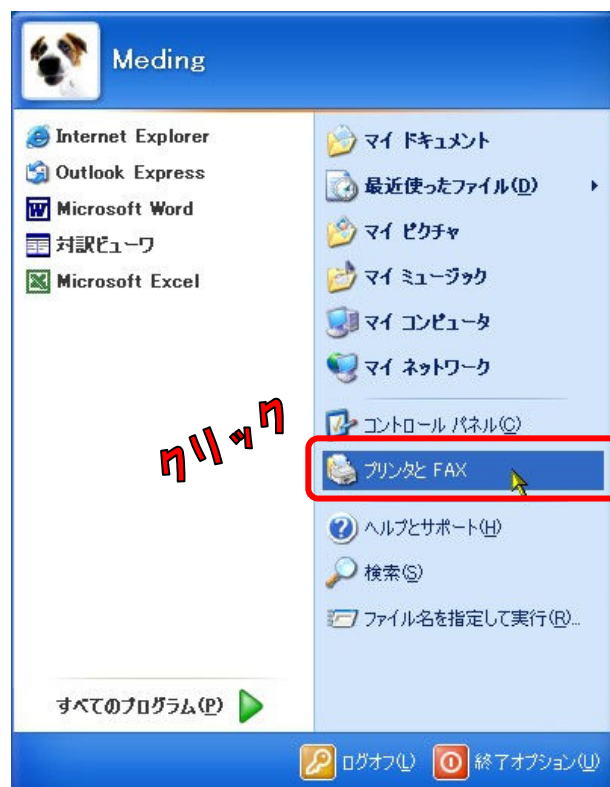 Meding
Internet Explorer
Outlook Express
Microsoft Word
対訳ビューワ
Microsoft Excel
すべてのプログラム(P)
マイ ドキュメント
最近使ったファイル(D)
マイ ピクチャ
マイ ミュージック
マイ コンピュータ
マイ ネットワーク
コントロール パネル(C)
クリック
プリンタと FAX
ヘルプとサポート(H)
検索(S)
ファイル名を指定して実行(R)...
ログオフ(L)
終了オプション(U)